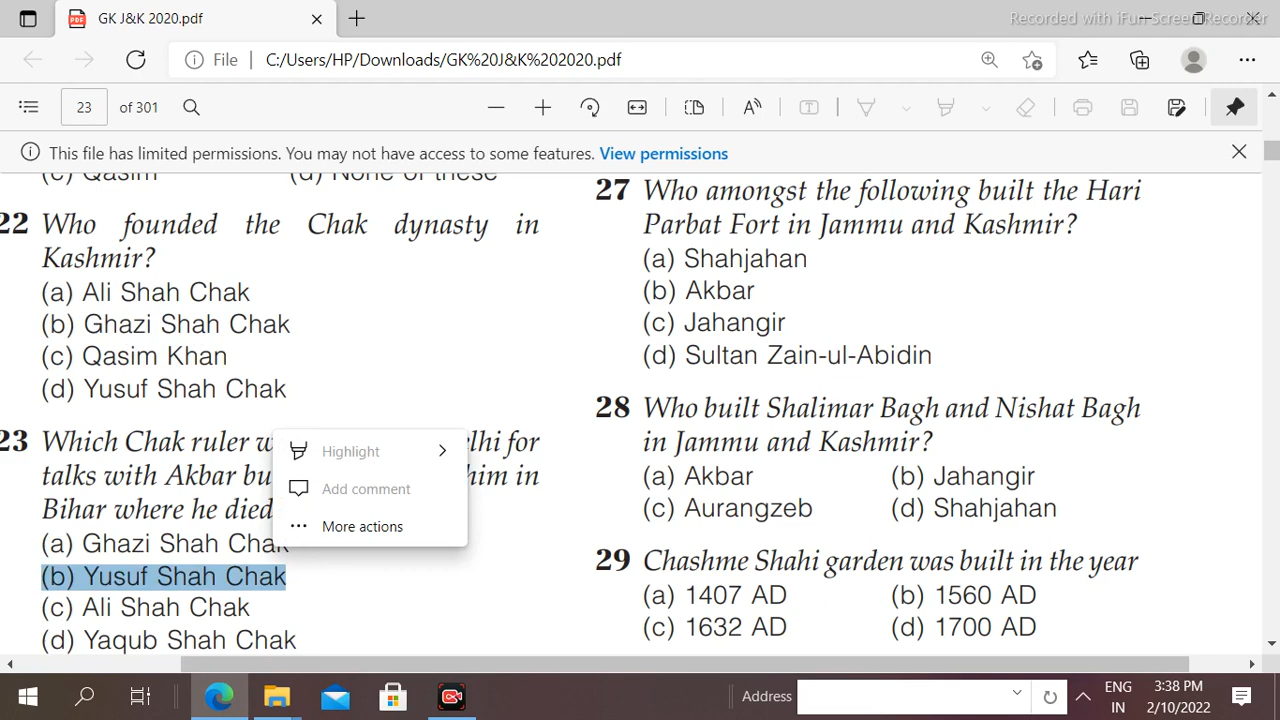 GK J&K 2020.pdf
Recorded with iFun Screen Recorder
File C:/Users/HP/Downloads/GK%20J&K%202020.pdf
23 of 301
This file has limited permissions. You may not have access to some features. View permissions
(c) Qasim (d) None of these
22 Who founded the Chak dynasty in
Kashmir?
(a) Ali Shah Chak
(b) Ghazi Shah Chak
(c) Qasim Khan
(d) Yusuf Shah Chak
23 Which Chak ruler w lhi for
talks with Akbar bu him in
Bihar where he died
(a) Ghazi Shah Chak
(b) Yusuf Shah Chak
(c) Ali Shah Chak
(d) Yaqub Shah Chak
Highlight
Add comment
More actions
27 Who amongst the following built the Hari
Parbat Fort in Jammu and Kashmir?
(a) Shahjahan
(b) Akbar
(c) Jahangir
(d) Sultan Zain-ul-Abidin
28 Who built Shalimar Bagh and Nishat Bagh
in Jammu and Kashmir?
(a) Akbar (b) Jahangir
(c) Aurangzeb (d) Shahjahan
29 Chashme Shahi garden was built in the year
(a) 1407 AD (b) 1560 AD
(c) 1632 AD (d) 1700 AD
Address
ENG
IN
3:38 PM
2/10/2022